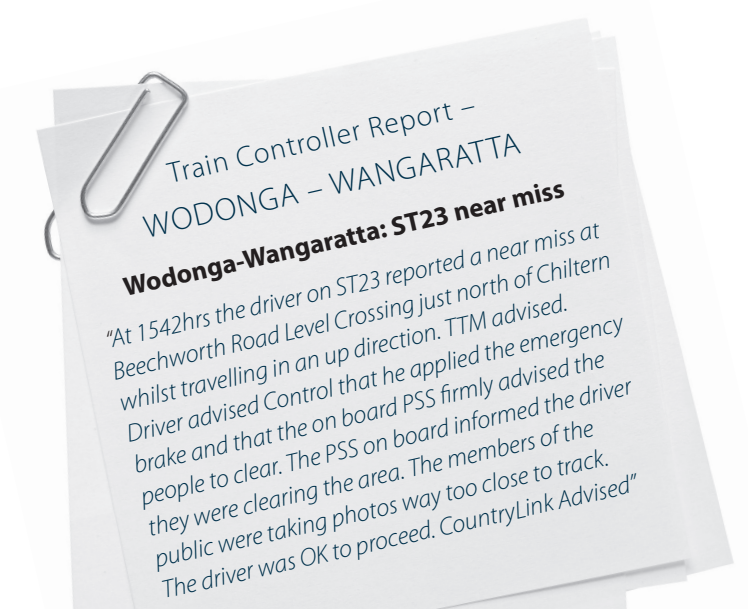 Train Controller Report –
WODONGA – WANGARATTA
Wodonga-Wangaratta: ST23 near miss
"At 1542hrs the driver on ST23 reported a near miss at
Beechworth Road Level Crossing just north of Chiltern
whilst travelling in an up direction. TTM advised.
Driver advised Control that he applied the emergency
brake and that the on board PSS firmly advised the
people to clear. The PSS on board informed the driver
they were clearing the area. The members of the
public were taking photos way too close to track.
The driver was OK to proceed. CountryLink Advised"